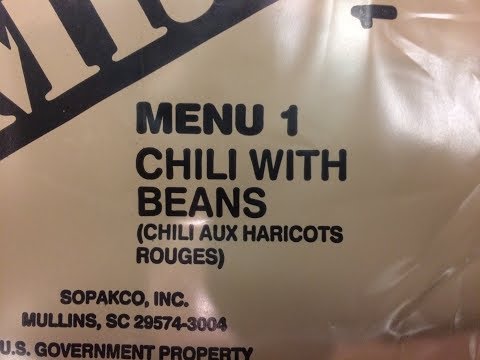 MENU 1
CHILI WITH
BEANS
(CHILI AUX HARICOTS
ROUGES)
SOPAKCO, INC.
MULLINS, SC 29574-3004
U.S. GOVERNMENT PROPERTY